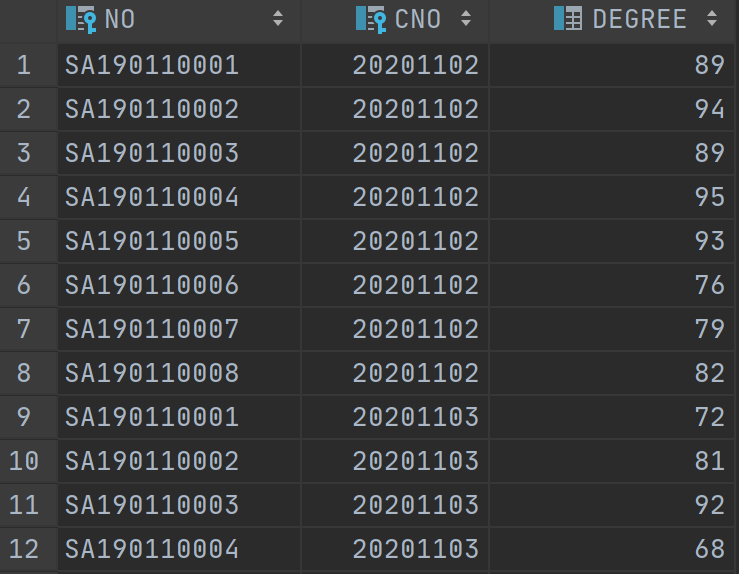 NO CNO DEGREE
1 SA190110001 20201102 89
2 SA190110002 20201102 94
3 SA190110003 20201102 89
4 SA190110004 20201102 95
5 SA190110005 20201102 93
6 SA190110006 20201102 76
7 SA190110007 20201102 79
8 SA190110008 20201102 82
9 SA190110001 20201103 72
10 SA190110002 20201103 81
11 SA190110003 20201103 92
12 SA190110004 20201103 68